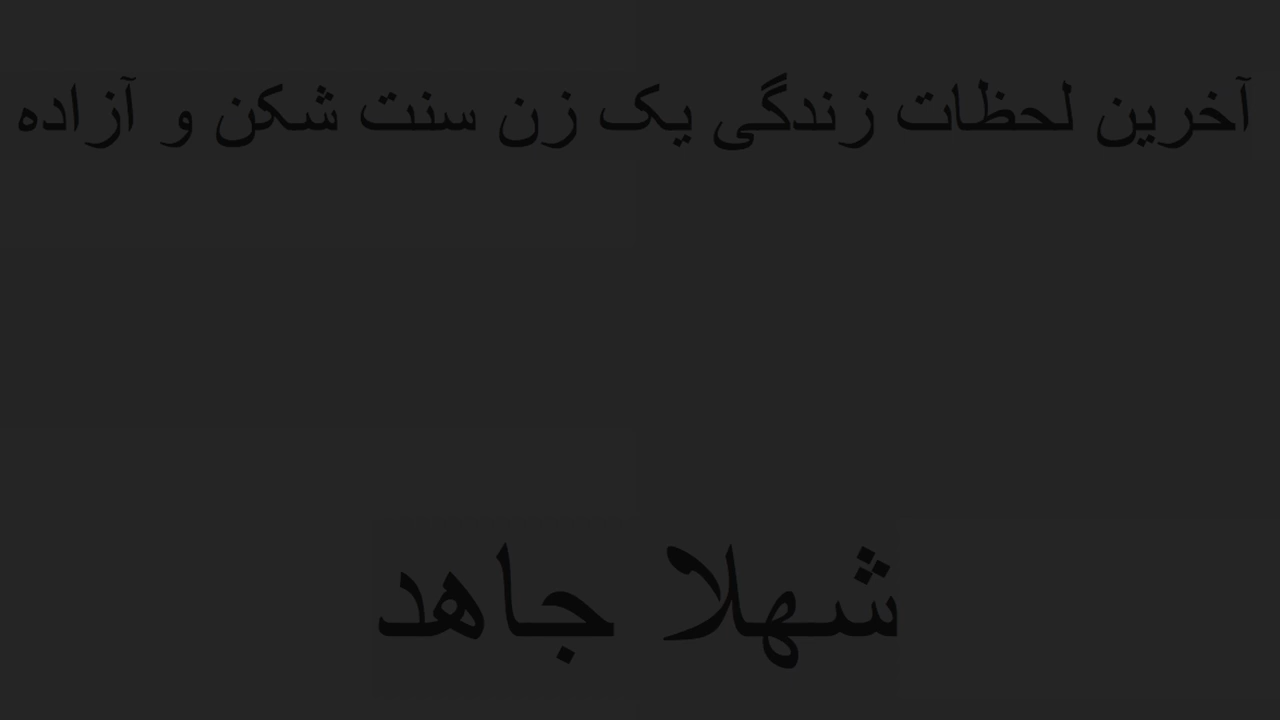 آخرین لحظات زندگی یک زن سنت شکن و آزاده
شهلا جاهد